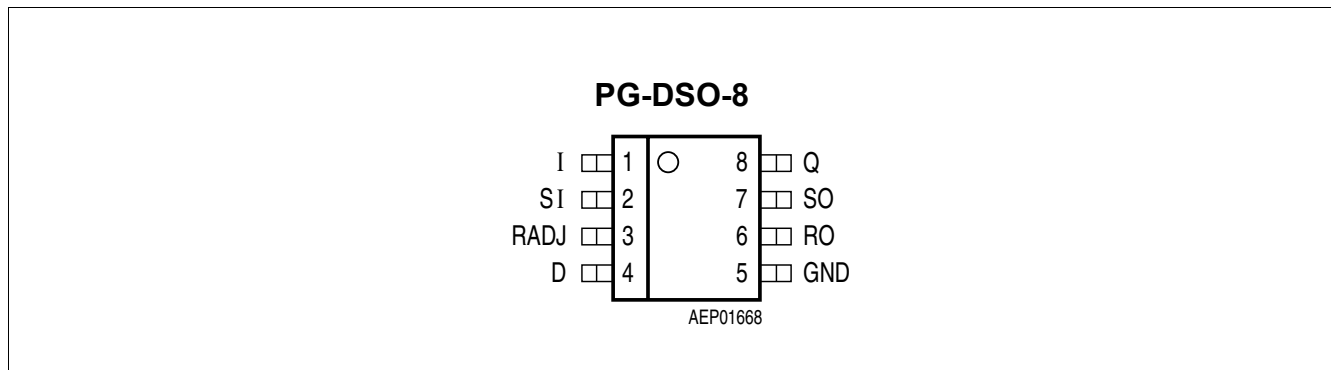 PG-DSO-8
I 1 8 Q
SI 2 7 SO
RADJ 3 6 RO
D 4 5 GND
AEP01668